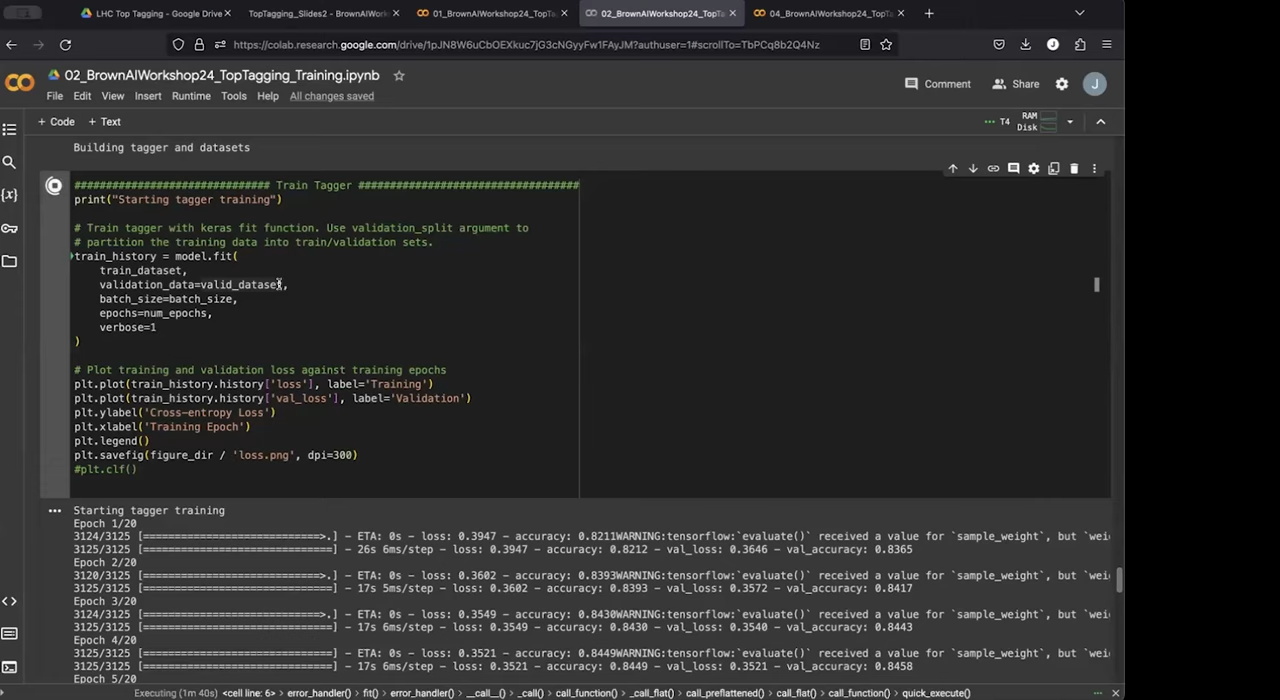 LHC Top Tagging - Google Drive
TopTagging_Slides2 - BrownAIWork
01_BrownAIWorkshop24_TopTa
02_BrownAIWorkshop24_TopTa
04_BrownAIWorkshop24_TopTa
https://colab.research.google.com/drive/1pJN8W6uCbOEXkuc7jG3cNGyyFw1FAyJM?authuser=1#scrollTo=TbPCq8b2Q4Nz
02_BrownAIWorkshop24_TopTagging_Training.ipynb
Comment
Share
J
File Edit View Insert Runtime Tools Help All changes saved
+ Code + Text
T4
RAM
Disk
Building tagger and datasets
############################### Train Tagger ###################################
print("Starting tagger training")
# Train tagger with keras fit function. Use validation_split argument to
# partition the training data into train/validation sets.
train_history = model.fit(
train_dataset,
validation_data=valid_dataset,
batch_size=batch_size,
epochs=num_epochs,
verbose=1
)
# Plot training and validation loss against training epochs
plt.plot(train_history.history['loss'], label='Training')
plt.plot(train_history.history['val_loss'], label='Validation')
plt.ylabel('Cross-entropy Loss')
plt.xlabel('Training Epoch')
plt.legend()
plt.savefig(figure_dir / 'loss.png', dpi=300)
#plt.clf()
Starting tagger training
Epoch 1/20
3124/3125 [============================>.] - ETA: 0s - loss: 0.3947 - accuracy: 0.8211WARNING:tensorflow:`evaluate()` received a value for `sample_weight`, but `wei
3125/3125 [==============================] - 26s 6ms/step - loss: 0.3947 - accuracy: 0.8212 - val_loss: 0.3646 - val_accuracy: 0.8365
Epoch 2/20
3120/3125 [============================>.] - ETA: 0s - loss: 0.3602 - accuracy: 0.8393WARNING:tensorflow:`evaluate()` received a value for `sample_weight`, but `wei
3125/3125 [==============================] - 17s 5ms/step - loss: 0.3602 - accuracy: 0.8393 - val_loss: 0.3572 - val_accuracy: 0.8417
Epoch 3/20
3124/3125 [============================>.] - ETA: 0s - loss: 0.3549 - accuracy: 0.8430WARNING:tensorflow:`evaluate()` received a value for `sample_weight`, but `wei
3125/3125 [==============================] - 17s 6ms/step - loss: 0.3549 - accuracy: 0.8430 - val_loss: 0.3540 - val_accuracy: 0.8443
Epoch 4/20
3124/3125 [============================>.] - ETA: 0s - loss: 0.3521 - accuracy: 0.8449WARNING:tensorflow:`evaluate()` received a value for `sample_weight`, but `wei
3125/3125 [==============================] - 17s 6ms/step - loss: 0.3521 - accuracy: 0.8449 - val_loss: 0.3521 - val_accuracy: 0.8458
Epoch 5/20
Executing (1m 40s) <cell line: 6> error_handler() fit() error_handler() __call__() _call() call_function() _call_flat() call_preflattened() call_flat() call_function() quick_execute()